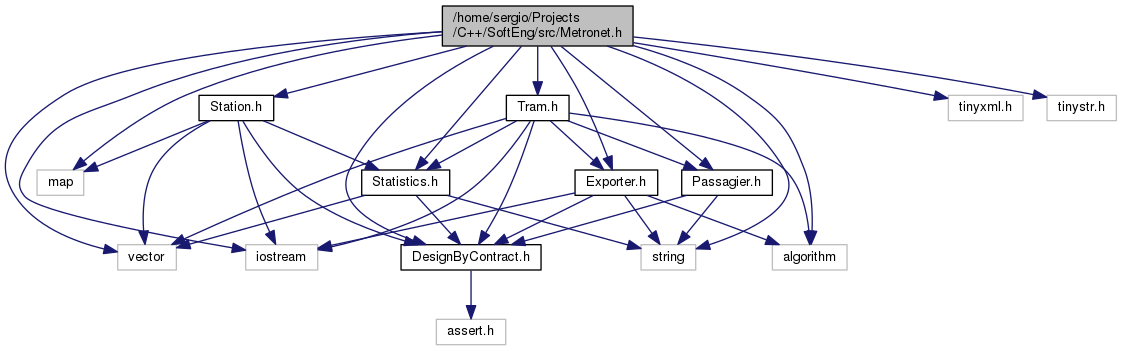 /home/sergio/Projects
/C++/SoftEng/src/Metronet.h
Station.h
Tram.h
tinyxml.h
tinystr.h
map
Statistics.h
Exporter.h
Passagier.h
vector
iostream
DesignByContract.h
string
algorithm
assert.h